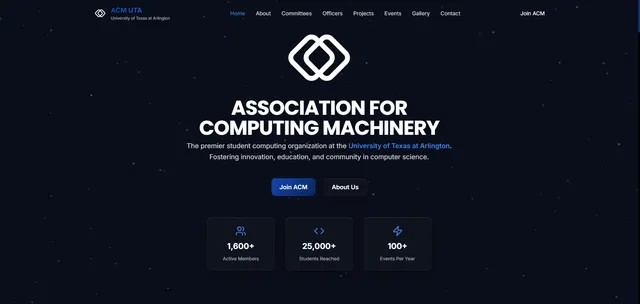 ACM UTA
University of Texas at Arlington
Home About Committees Officers Projects Events Gallery Contact
Join ACM
ASSOCIATION FOR
COMPUTING MACHINERY
The premier student computing organization at the University of Texas at Arlington.
Fostering innovation, education, and community in computer science.
Join ACM About Us
1,600+ 25,000+ 100+
Active Members Students Reached Events Per Year